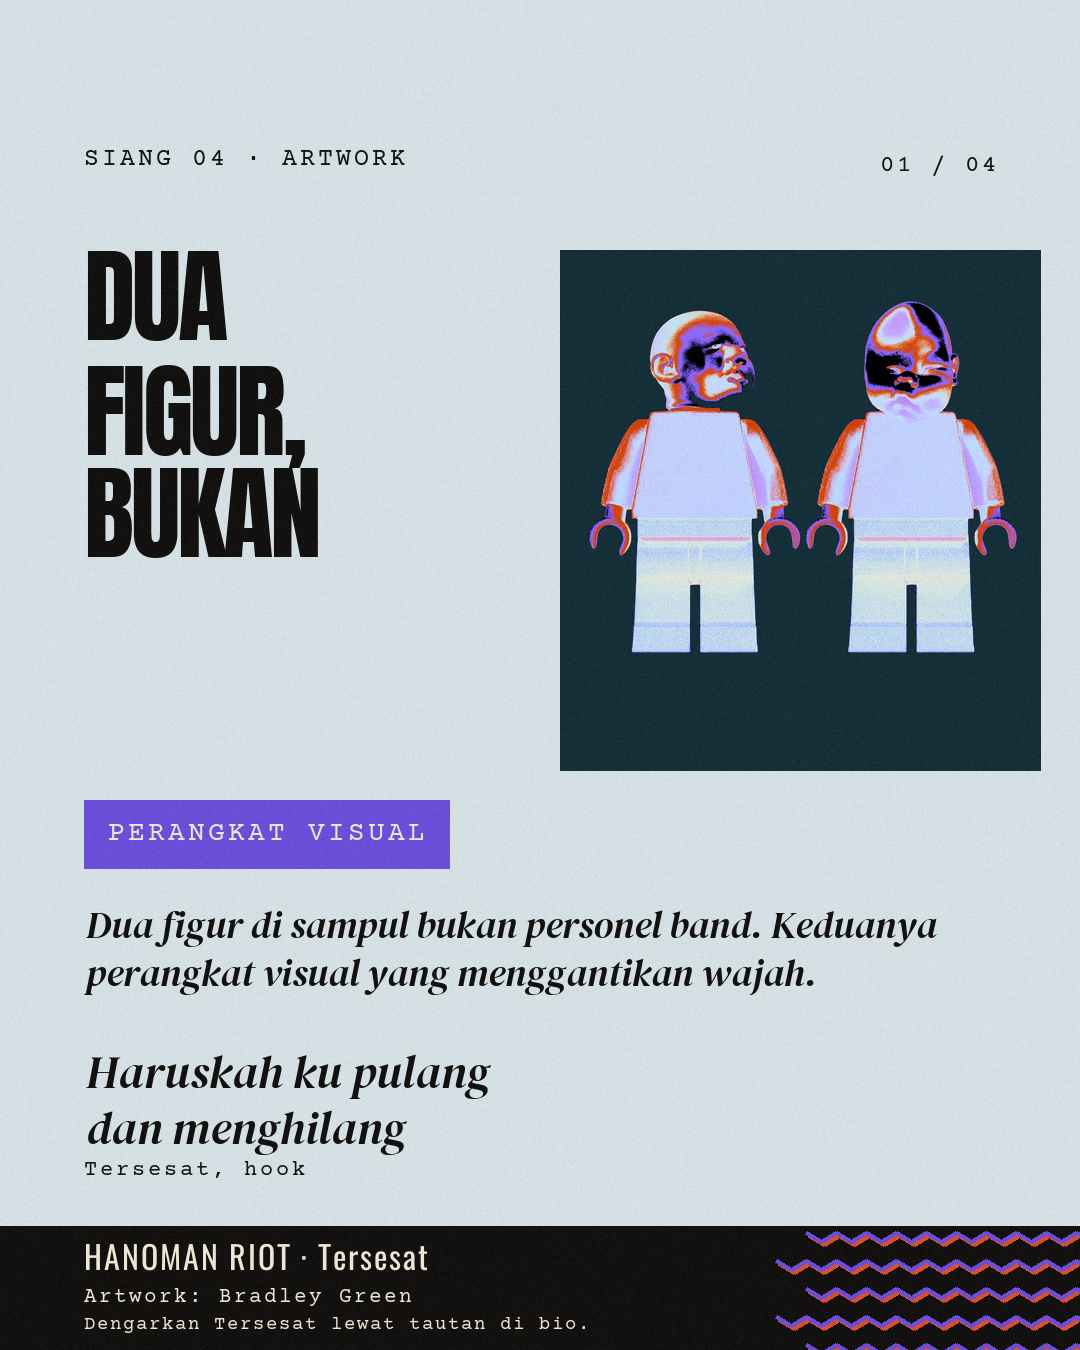 SIANG 04 · ARTWORK
01 / 04
DUA
FIGUR,
BUKAN
PERANGKAT VISUAL
Dua figur di sampul bukan personel band. Keduanya
perangkat visual yang menggantikan wajah.
Haruskah ku pulang
dan menghilang
Tersesat, hook
HANOMAN RIOT · Tersesat
Artwork: Bradley Green
Dengarkan Tersesat lewat tautan di bio.